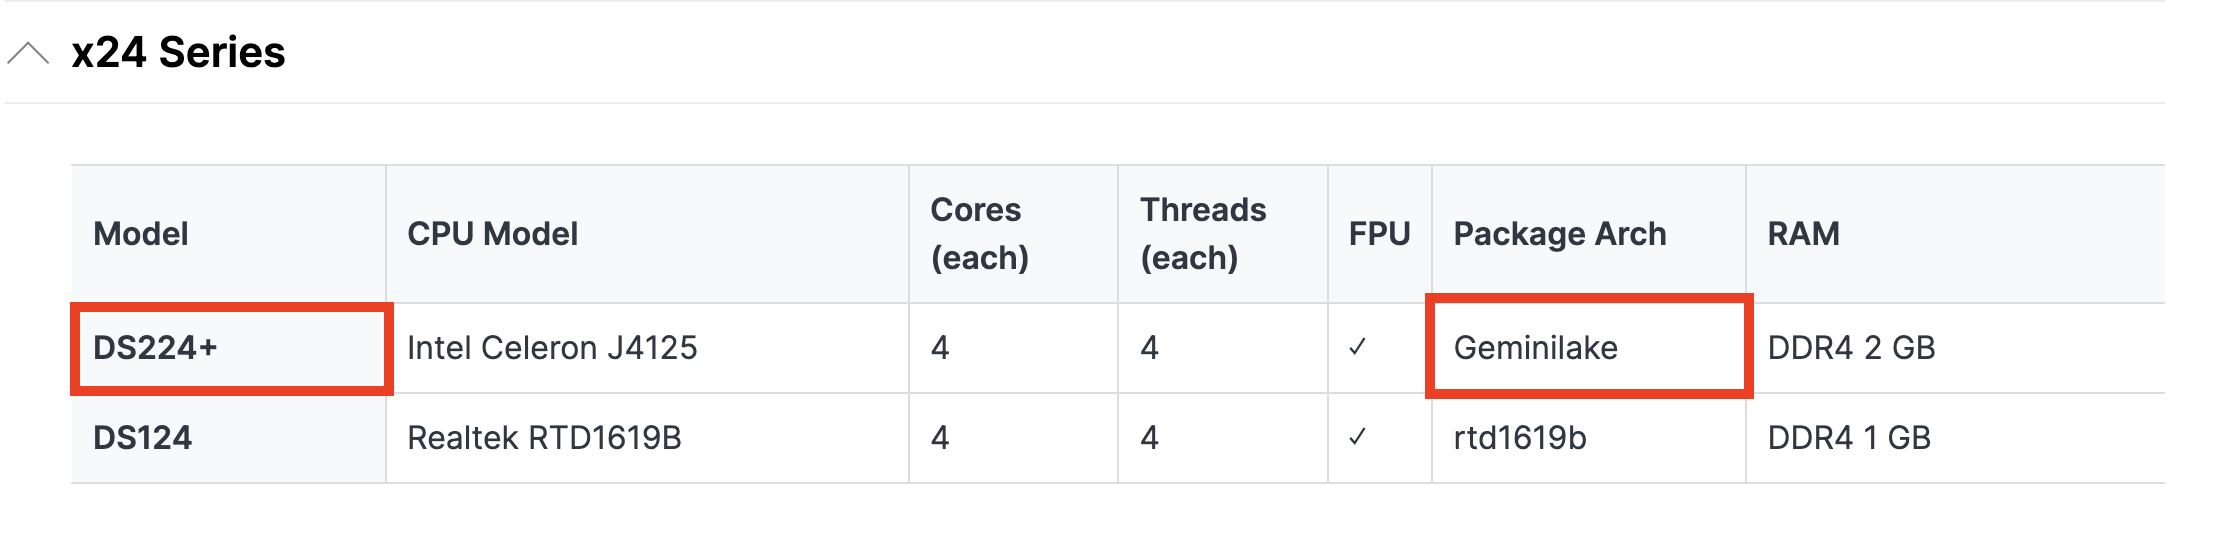 x24 Series
Model CPU Model Cores (each) Threads (each) FPU Package Arch RAM
DS224+ Intel Celeron J4125 4 4 ✓ Geminilake DDR4 2 GB
DS124 Realtek RTD1619B 4 4 ✓ rtd1619b DDR4 1 GB